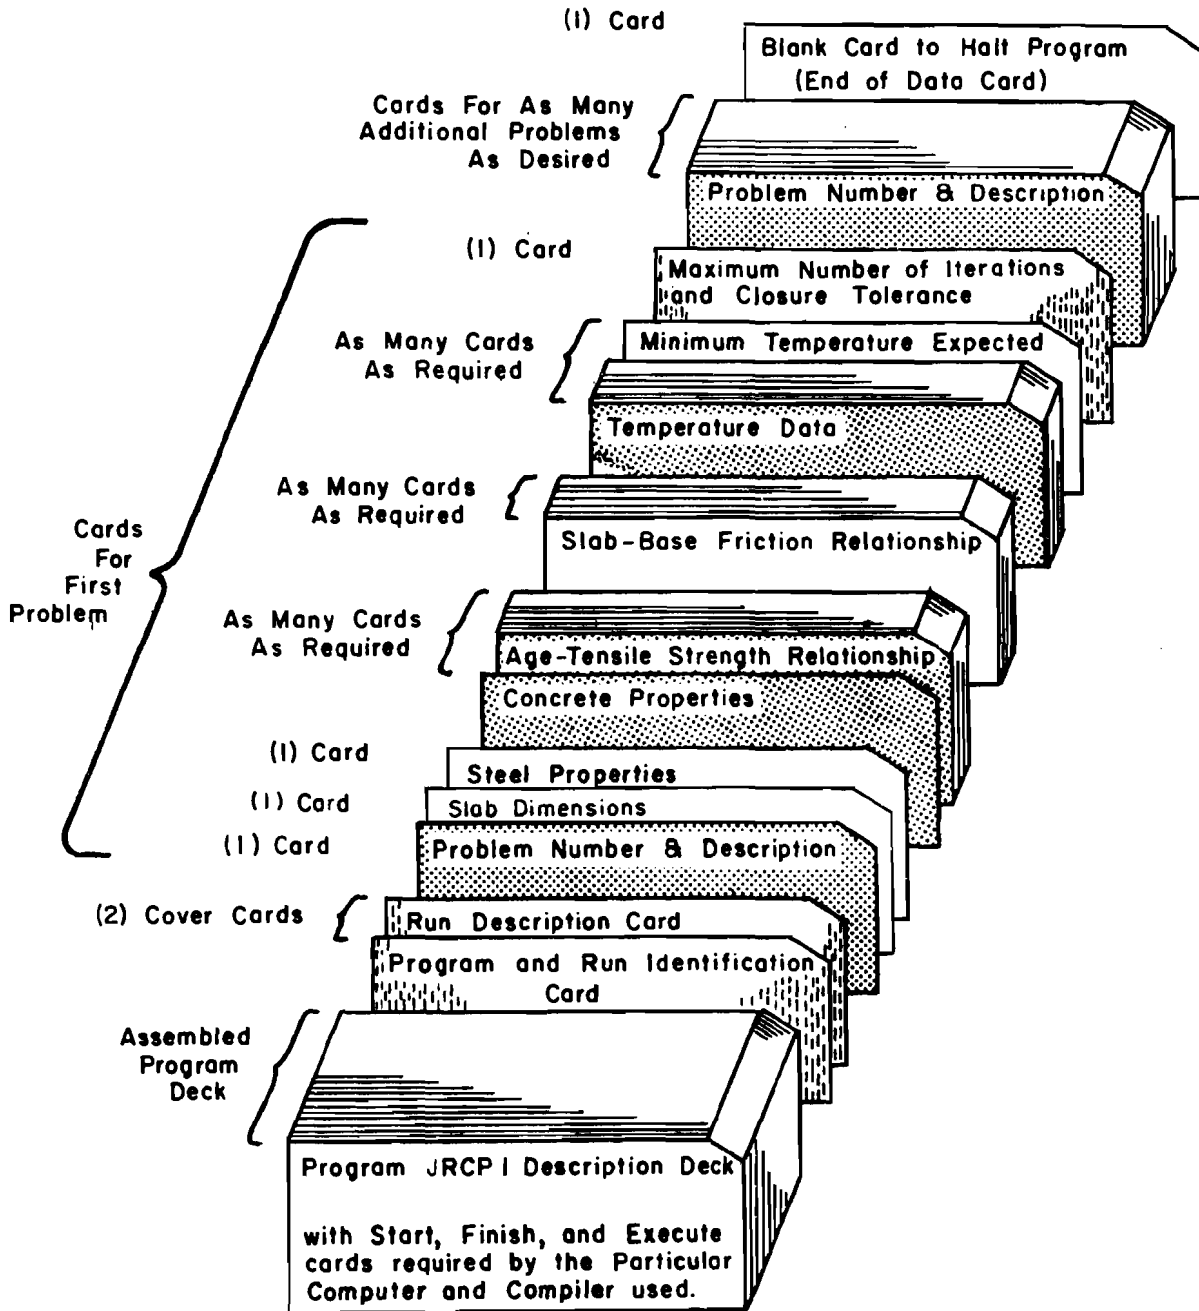 (1) Card
Blank Card to Halt Program
(End of Data Card)
Cards For As Many
Additional Problems
As Desired
Problem Number & Description
(1) Card
Maximum Number of Iterations
and Closure Tolerance
As Many Cards
As Required
Minimum Temperature Expected
Temperature Data
As Many Cards
As Required
Slab-Base Friction Relationship
Cards
For
First
Problem
As Many Cards
As Required
Age-Tensile Strength Relationship
Concrete Properties
(1) Card
Steel Properties
(1) Card
Slab Dimensions
(1) Card
Problem Number & Description
(2) Cover Cards
Run Description Card
Program and Run Identification
Card
Assembled
Program
Deck
Program JRCP 1 Description Deck
with Start, Finish, and Execute
cards required by the Particular
Computer and Compiler used.